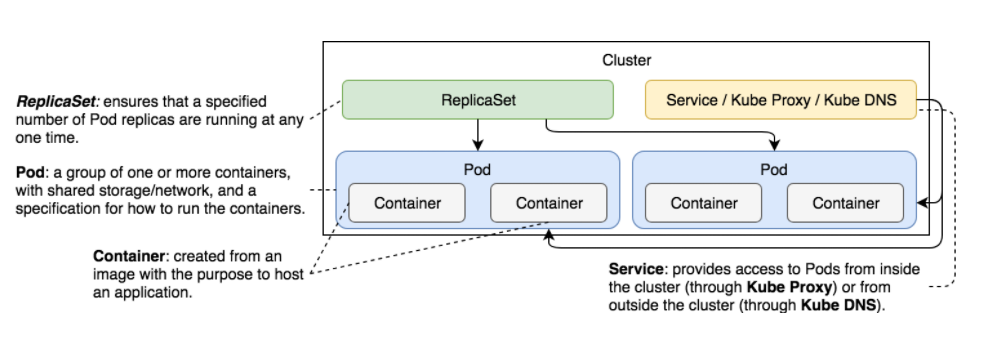 Cluster
ReplicaSet
Service / Kube Proxy / Kube DNS
ReplicaSet: ensures that a specified
number of Pod replicas are running at any
one time.
Pod: a group of one or more containers,
with shared storage/network, and a
specification for how to run the containers.
Pod
Pod
Container
Container
Container
Container
Container: created from an
image with the purpose to host
an application.
Service: provides access to Pods from inside
the cluster (through Kube Proxy) or from
outside the cluster (through Kube DNS).